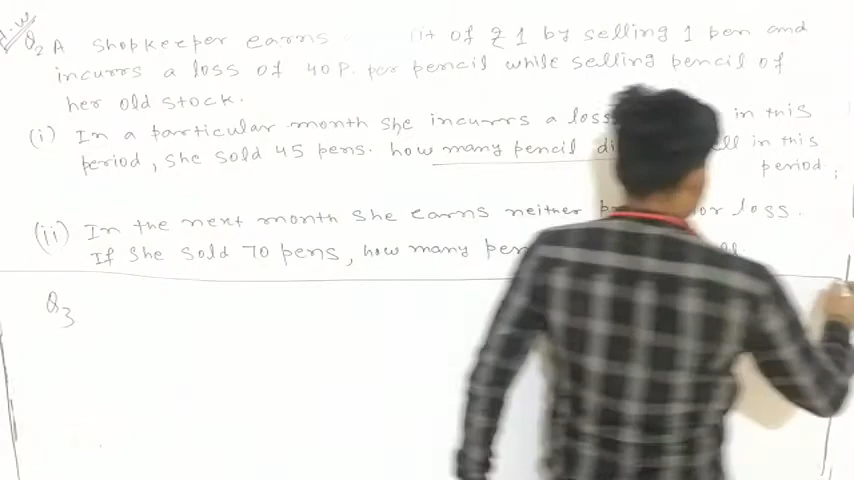 H.W
Q2 A Shopkeeper earns it of ₹ 1 by selling 1 pen and
incurrs a loss of 40 P. per pencil while selling pencil of
her old stock.
(i) In a particular month she incurrs a loss in this
period, she sold 45 pens. how many pencil di ell in this
period;
(ii) In the next month she earns neither or loss.
If she sold 70 pens, how many pen
Q3